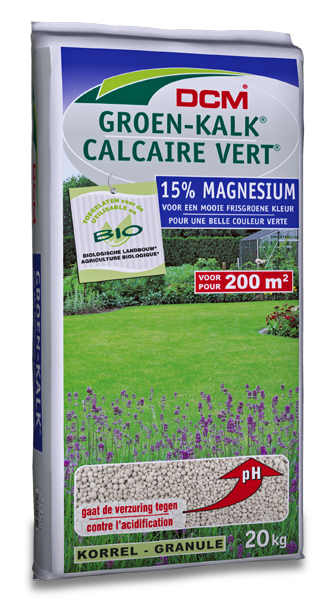 DCM
GROEN-KALK®
CALCAIRE VERT®
15% MAGNESIUM
VOOR EEN MOOIE FRISGROENE KLEUR
POUR UNE BELLE COULEUR VERTE
TOEGELATEN voor de
UTILISABLE en
BIO
BIOLOGISCHE LANDBOUW*
AGRICULTURE BIOLOGIQUE*
VOOR
POUR 200 m²
GROEN-KALK
pH
gaat de verzuring tegen
contre l'acidification
KORREL - GRANULE
20 kg